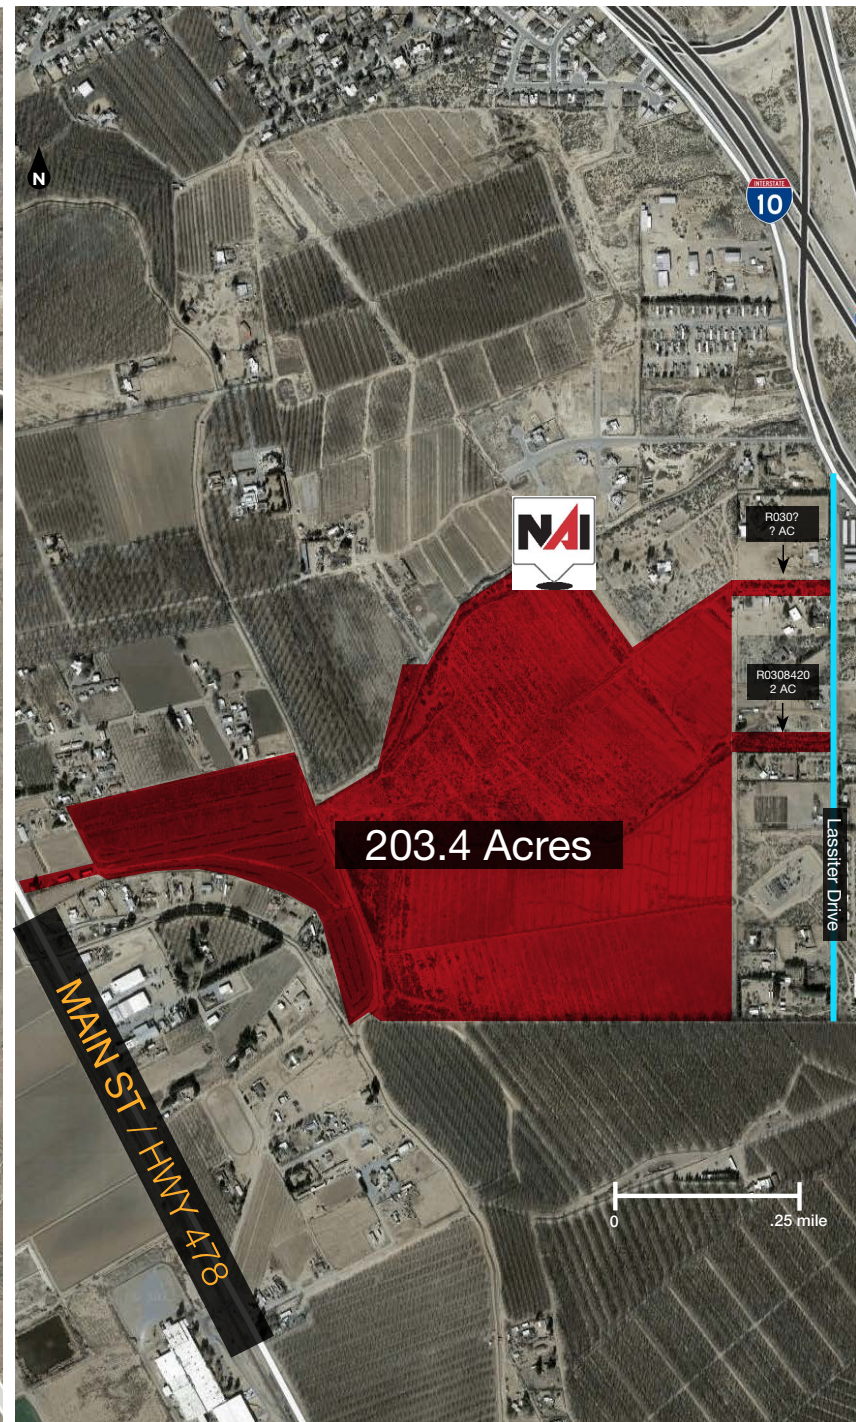 N
INTERSTATE
10
NAI
R030?
? AC
R0308420
2 AC
203.4 Acres
Lassiter Drive
MAIN ST / HWY 478
0
.25 mile